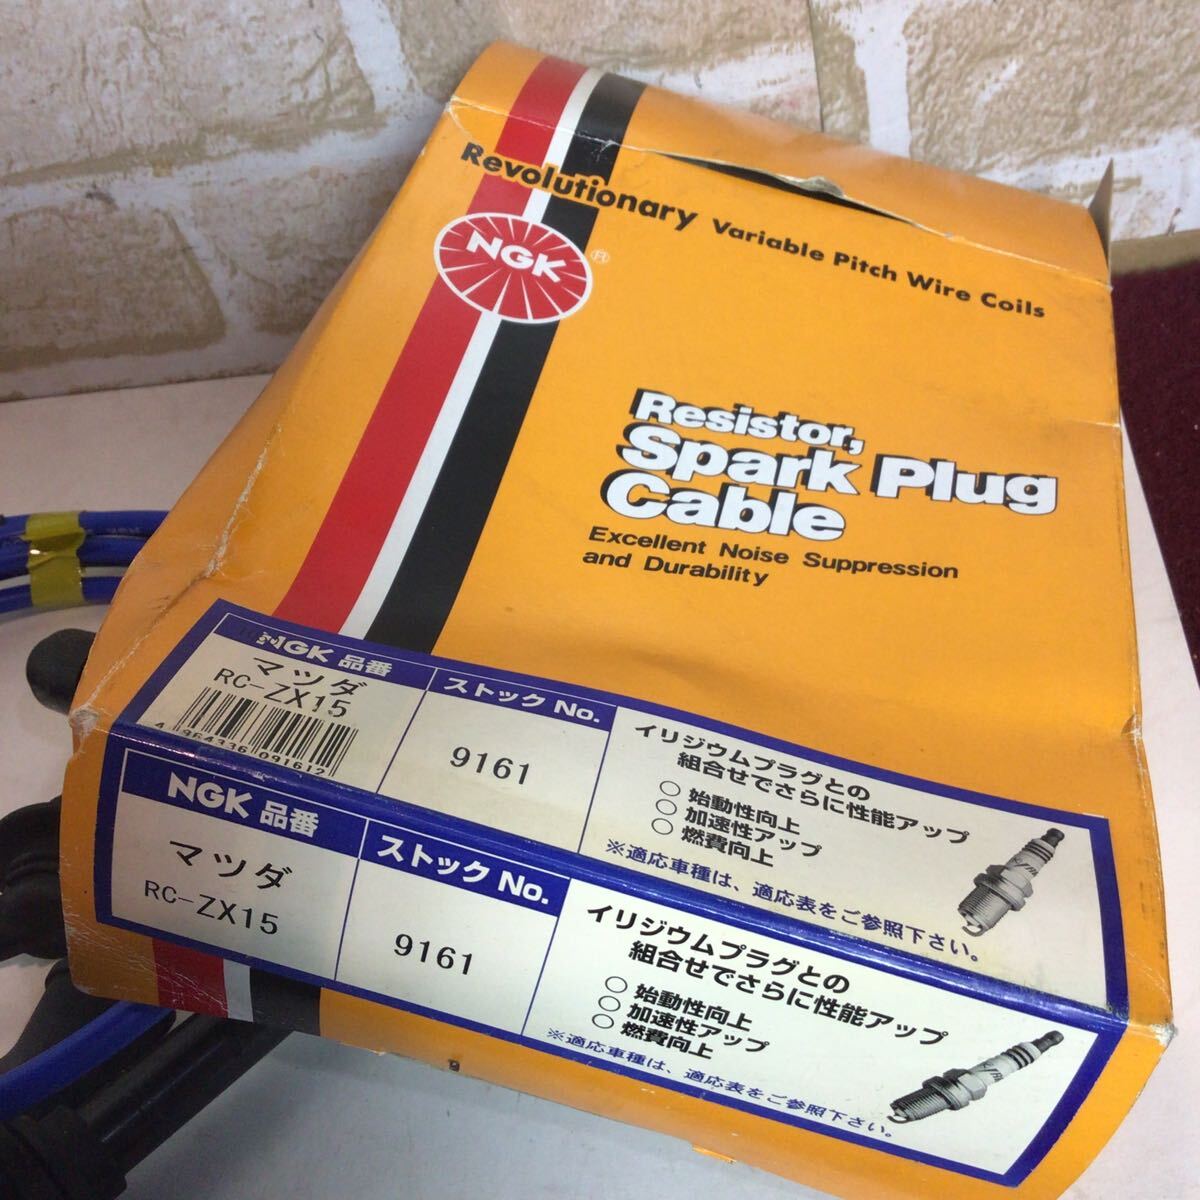 Revolutionary Variable Pitch Wire Coils
NGK
®
Resistor,
Spark Plug
Cable
Excellent Noise Suppression
and Durability
NGK 品番
ストック No.
マツダ
RC-ZX15
4 964336 091612
9161
イリジウムプラグとの
組合せでさらに性能アップ
○ 始動性向上
○ 加速性アップ
○ 燃費向上
※適応車種は、適応表をご参照下さい。
NGK 品番
ストック No.
マツダ
RC-ZX15
9161
イリジウムプラグとの
組合せでさらに性能アップ
○ 始動性向上
○ 加速性アップ
○ 燃費向上
※適応車種は、適応表をご参照下さい。